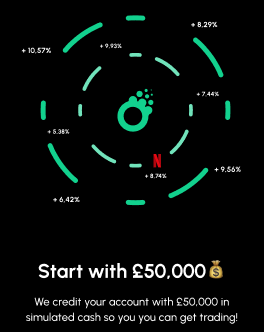 + 8,29%
+ 10,57%
+ 9,93%
+ 7,44%
+ 5,38%
N
+ 8,74%
+ 9,56%
+ 6,42%
Start with £50,000💰
We credit your account with £50,000 in
simulated cash so you you can get trading!